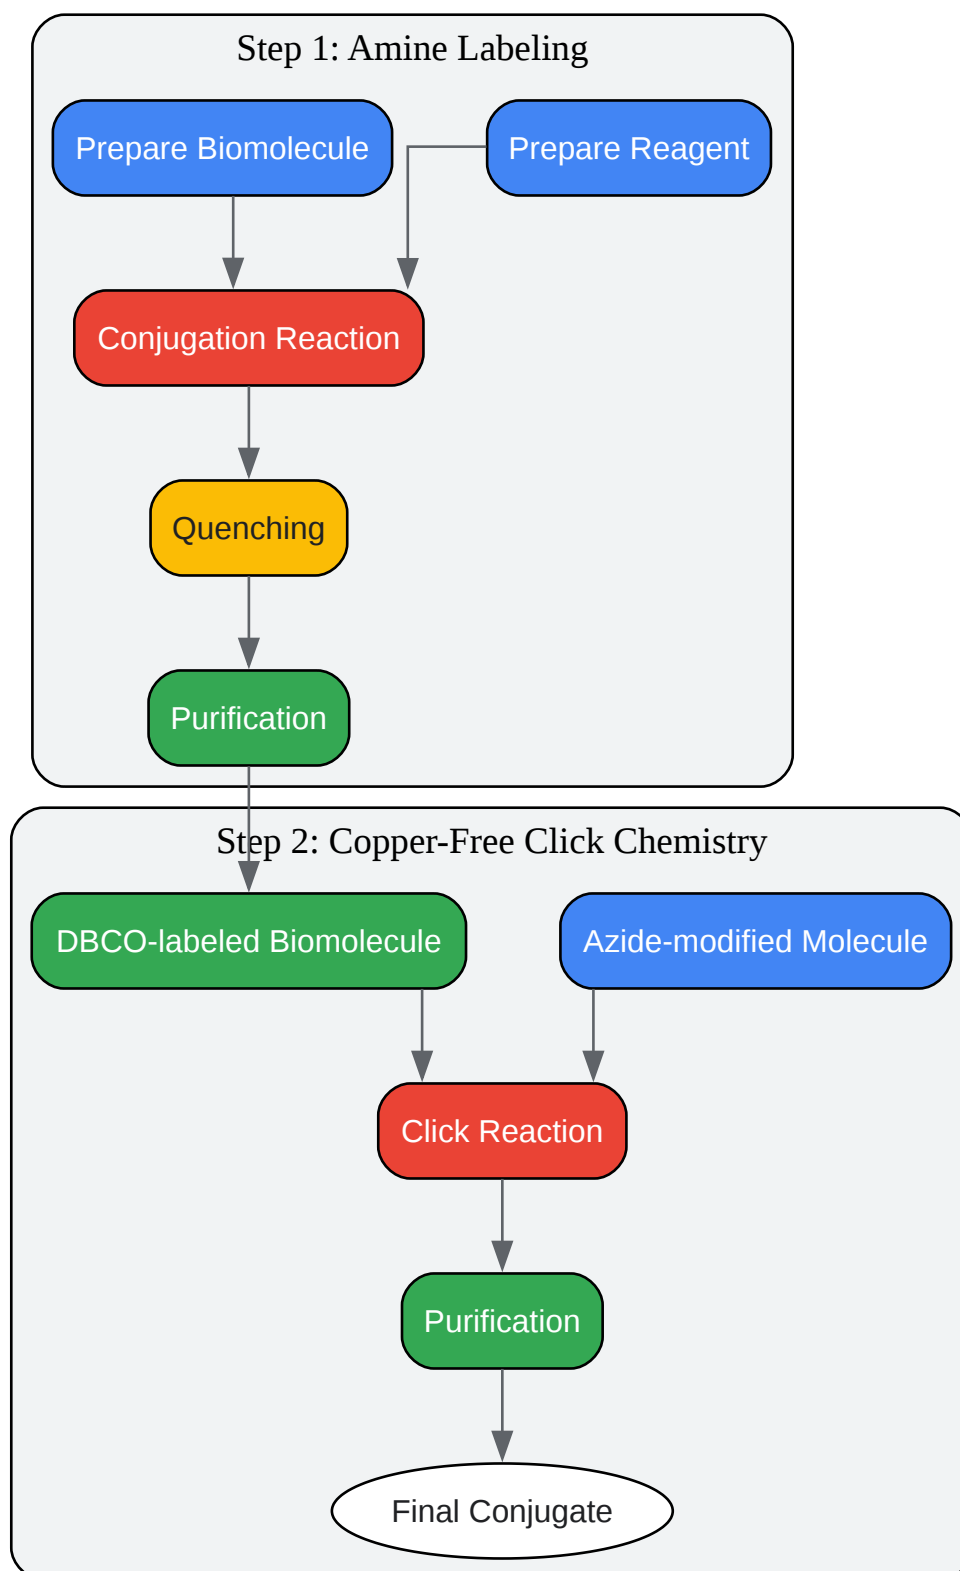 Step 1: Amine Labeling
Prepare Biomolecule
Prepare Reagent
Conjugation Reaction
Quenching
Purification
Step 2: Copper-Free Click Chemistry
DBCO-labeled Biomolecule
Azide-modified Molecule
Click Reaction
Purification
Final Conjugate